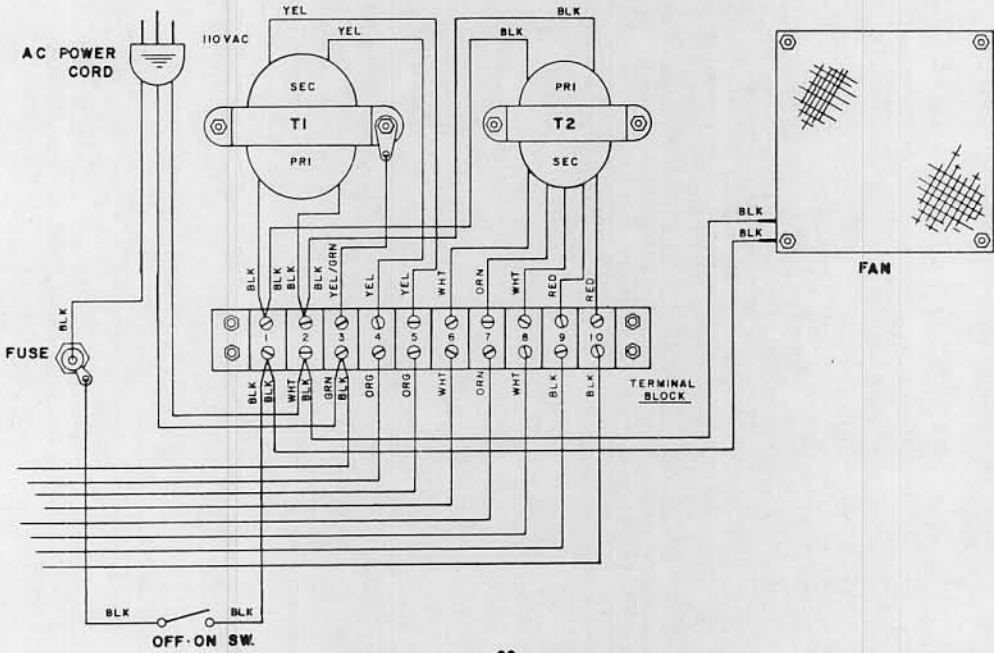 YEL
BLK
YEL
BLK
AC POWER
CORD
110 VAC
SEC
PRI
T1
T2
PRI
SEC
BLK
BLK
FAN
BLK
BLK
BLK
BLK
YEL/GRN
YEL
YEL
WHT
ORN
WHT
RED
RED
BLK
FUSE
1
2
3
4
5
6
7
8
9
10
BLK
BLK
WHT
BLK
GRN
BLK
ORG
ORG
WHT
ORN
WHT
BLK
BLK
TERMINAL
BLOCK
BLK
BLK
OFF-ON SW.